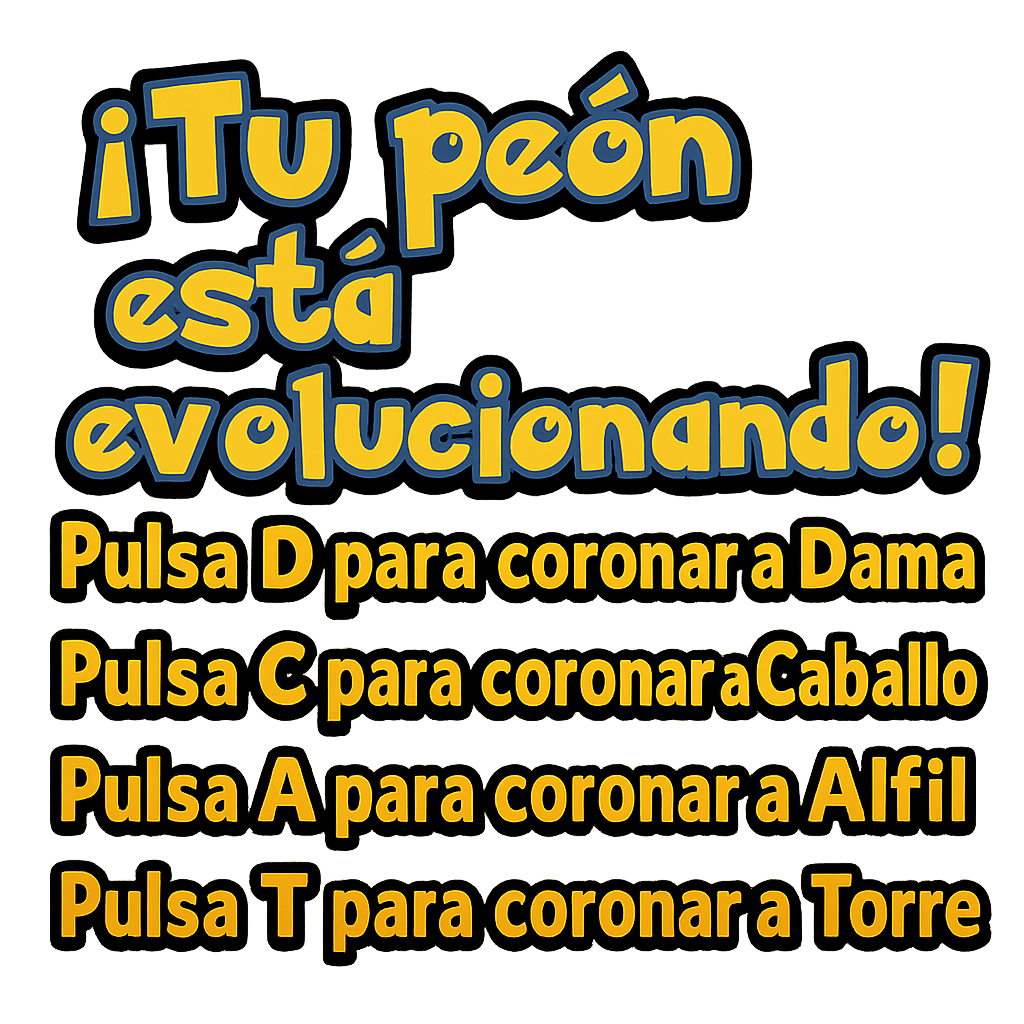 ¡Tu peón
está
evolucionando!
Pulsa D para coronar a Dama
Pulsa C para coronar a Caballo
Pulsa A para coronar a Alfil
Pulsa T para coronar a Torre